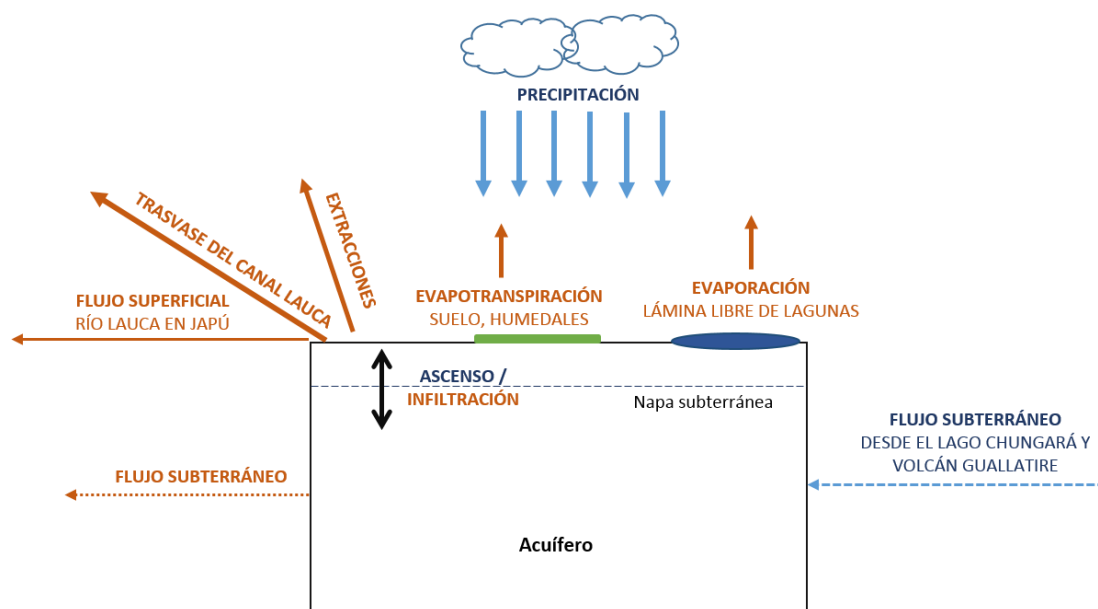 PRECIPITACIÓN
TRASVASE DEL CANAL LAUCA
EXTRACCIONES
FLUJO SUPERFICIAL
RÍO LAUCA EN JAPÚ
EVAPOTRANSPIRACIÓN
SUELO, HUMEDALES
EVAPORACIÓN
LÁMINA LIBRE DE LAGUNAS
ASCENSO /
INFILTRACIÓN
Napa subterránea
FLUJO SUBTERRÁNEO
DESDE EL LAGO CHUNGARÁ Y
VOLCÁN GUALLATIRE
FLUJO SUBTERRÁNEO
Acuífero